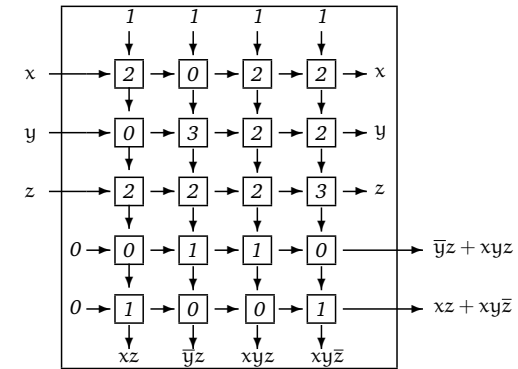 1 1 1 1
x 2 0 2 2 x
y 0 3 2 2 y
z 2 2 2 3 z
0 0 1 1 0 y̅z + xyz
0 1 0 0 1 xz + xyz̅
xz y̅z xyz xyz̅